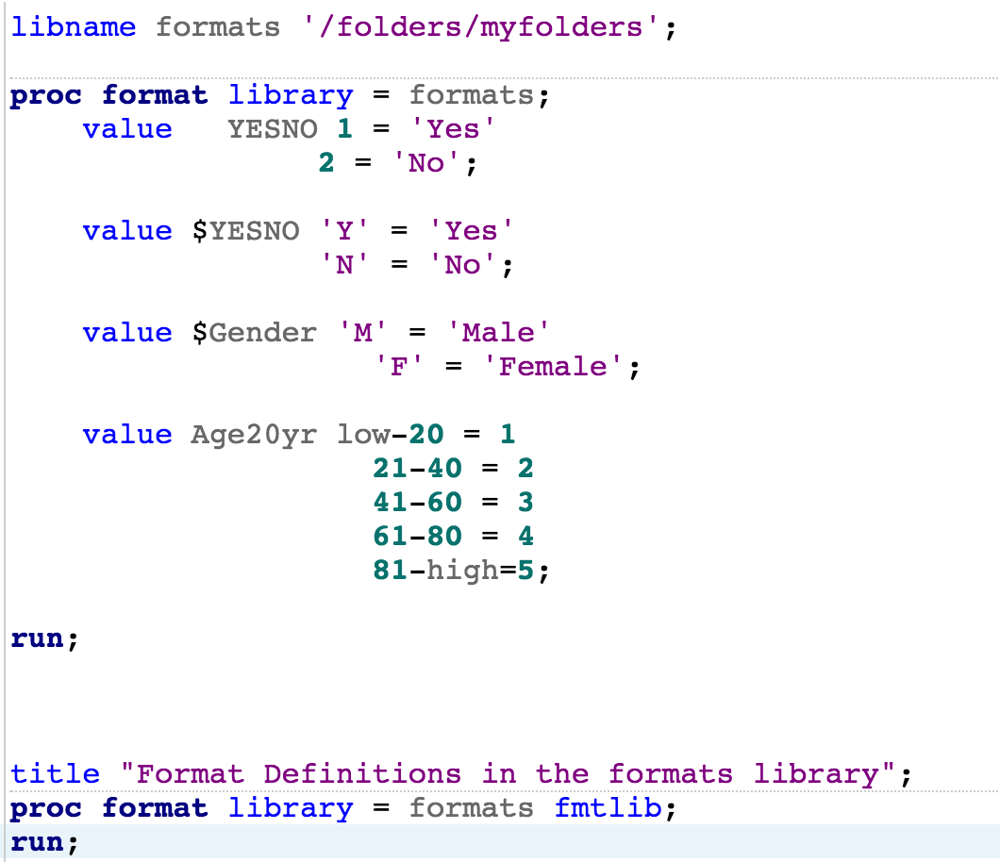 libname formats '/folders/myfolders';
proc format library = formats;
value YESNO 1 = 'Yes'
2 = 'No';
value $YESNO 'Y' = 'Yes'
'N' = 'No';
value $Gender 'M' = 'Male'
'F' = 'Female';
value Age20yr low-20 = 1
21-40 = 2
41-60 = 3
61-80 = 4
81-high=5;
run;
title "Format Definitions in the formats library";
proc format library = formats fmtlib;
run;